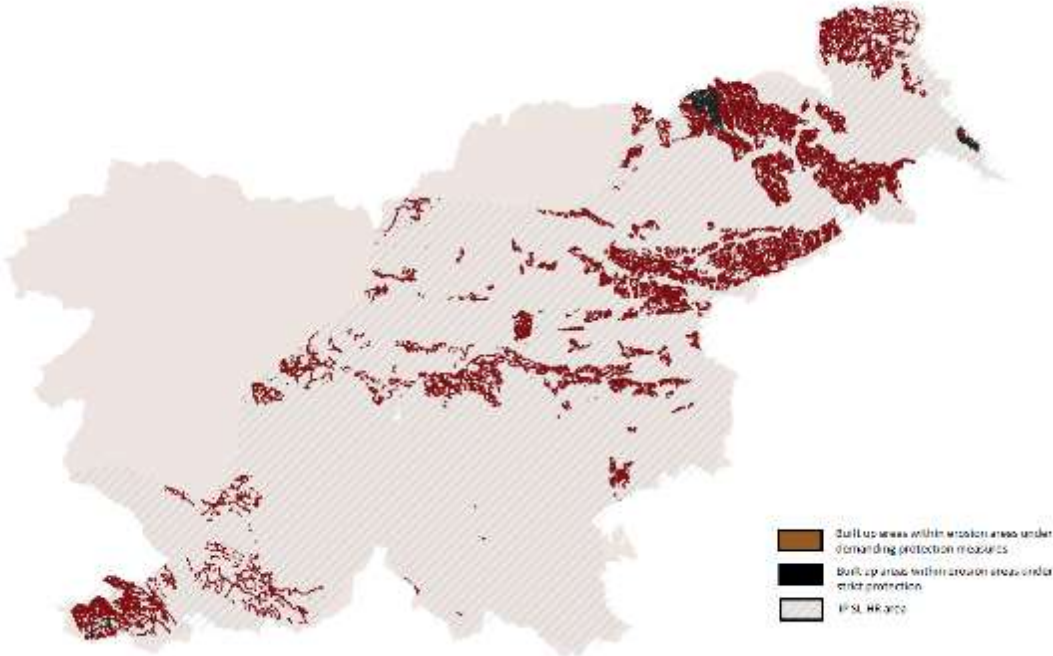 Built up areas within erosion areas under
demanding protection measures
Built up areas within erosion areas under
strict protection
IP SI-HR area